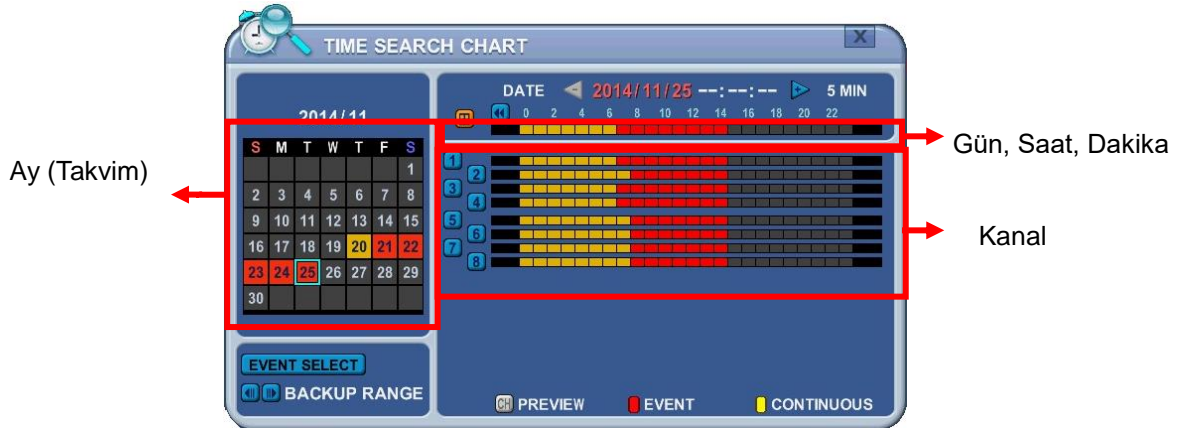 TIME SEARCH CHART
X
DATE 2014/11/25 --:--:-- 5 MIN
0 2 4 6 8 10 12 14 16 18 20 22
2014/11
S M T W T F S
1
2 3 4 5 6 7 8
9 10 11 12 13 14 15
16 17 18 19 20 21 22
23 24 25 26 27 28 29
30
1
2
3
4
5
6
7
8
EVENT SELECT
BACKUP RANGE
CH PREVIEW EVENT CONTINUOUS
Ay (Takvim)
Gün, Saat, Dakika
Kanal